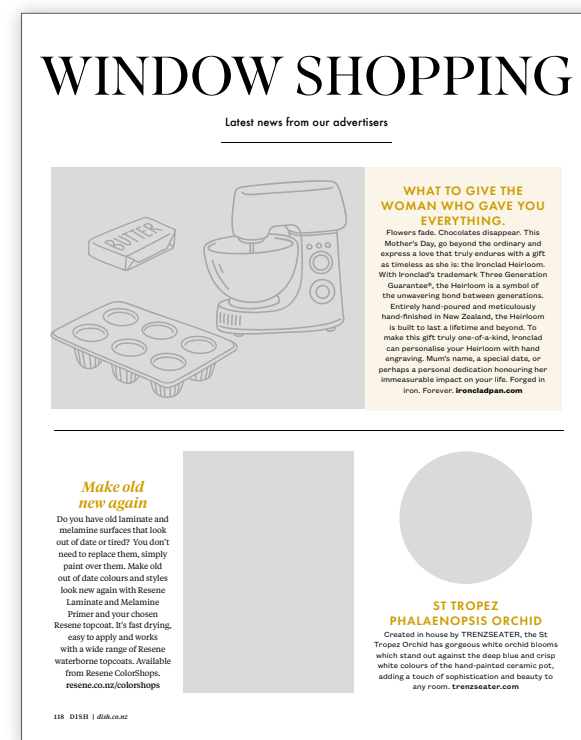 WINDOW SHOPPING
Latest news from our advertisers
BUTTER
WHAT TO GIVE THE
WOMAN WHO GAVE YOU
EVERYTHING.
Flowers fade. Chocolates disappear. This
Mother's Day, go beyond the ordinary and
express a love that truly endures with a gift
as timeless as she is: the Ironclad Heirloom.
With Ironclad's trademark Three Generation
Guarantee®, the Heirloom is a symbol of
the unwavering bond between generations.
Entirely hand-poured and meticulously
hand-finished in New Zealand, the Heirloom
is built to last a lifetime and beyond. To
make this gift truly one-of-a-kind, Ironclad
can personalise your Heirloom with hand
engraving. Mum's name, a special date, or
perhaps a personal dedication honouring her
immeasurable impact on your life. Forged in
iron. Forever. ironcladpan.com
Make old
new again
Do you have old laminate and
melamine surfaces that look
out of date or tired? You don't
need to replace them, simply
paint over them. Make old
out of date colours and styles
look new again with Resene
Laminate and Melamine
Primer and your chosen
Resene topcoat. It's fast drying,
easy to apply and works
with a wide range of Resene
waterborne topcoats. Available
from Resene ColorShops.
resene.co.nz/colorshops
ST TROPEZ
PHALAENOPSIS ORCHID
Created in house by TRENZSEATER, the St
Tropez Orchid has gorgeous white orchid blooms
which stand out against the deep blue and crisp
white colours of the hand-painted ceramic pot,
adding a touch of sophistication and beauty to
any room. trenzseater.com
118 DISH | dish.co.nz